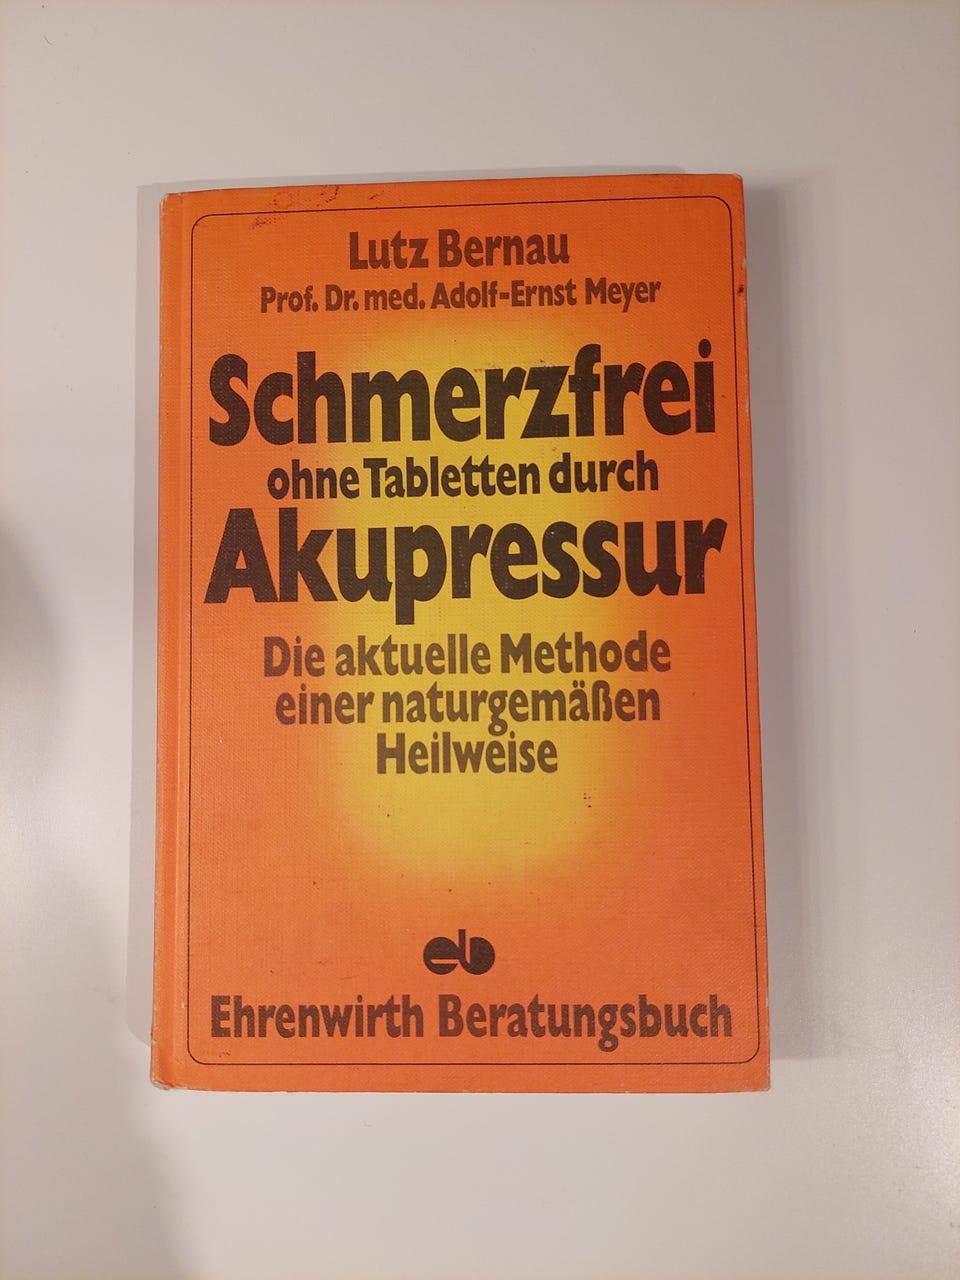 Lutz Bernau
Prof. Dr. med. Adolf-Ernst Meyer
Schmerzfrei
ohne Tabletten durch
Akupressur
Die aktuelle Methode
einer naturgemäßen
Heilweise
eb
Ehrenwirth Beratungsbuch